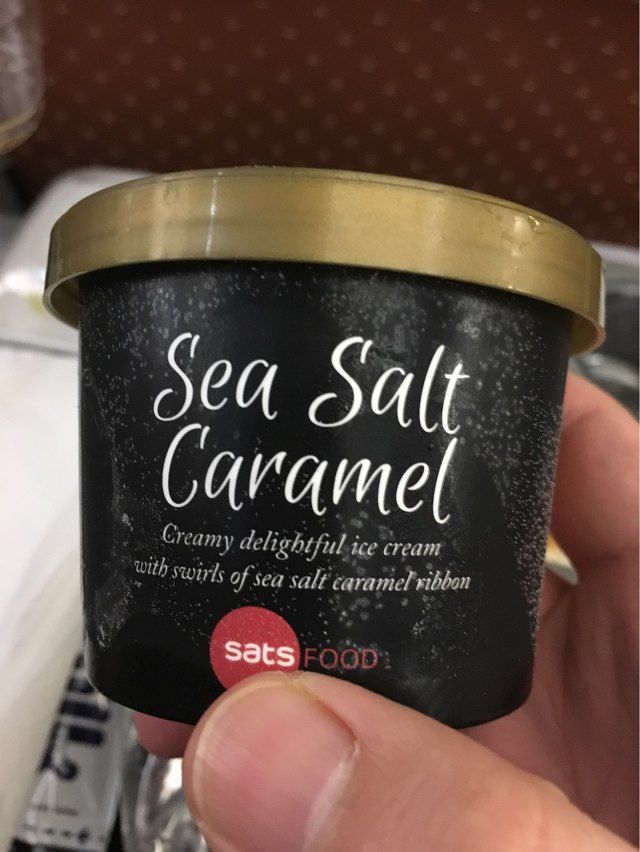 Sea Salt
Caramel
Creamy delightful ice cream
with swirls of sea salt caramel ribbon
sats FOOD